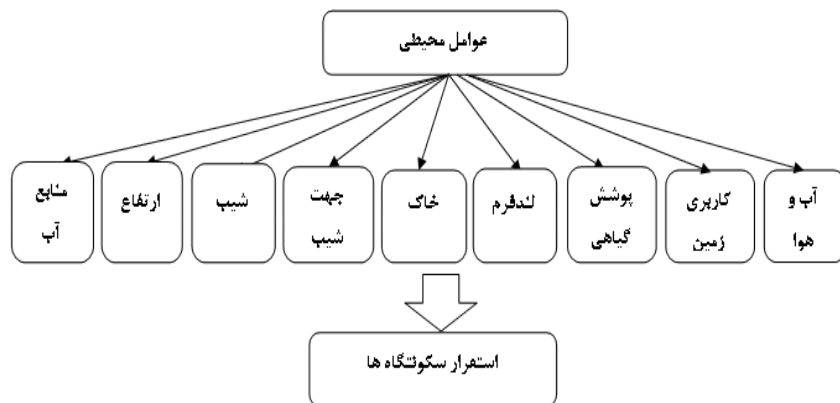 عوامل محیطی
آب و
هوا
کاربری
زمین
پوشش
گیاهی
لندفرم
خاک
جهت
شیب
شیب
ارتفاع
منابع
آب
استقرار سکونتگاه ها